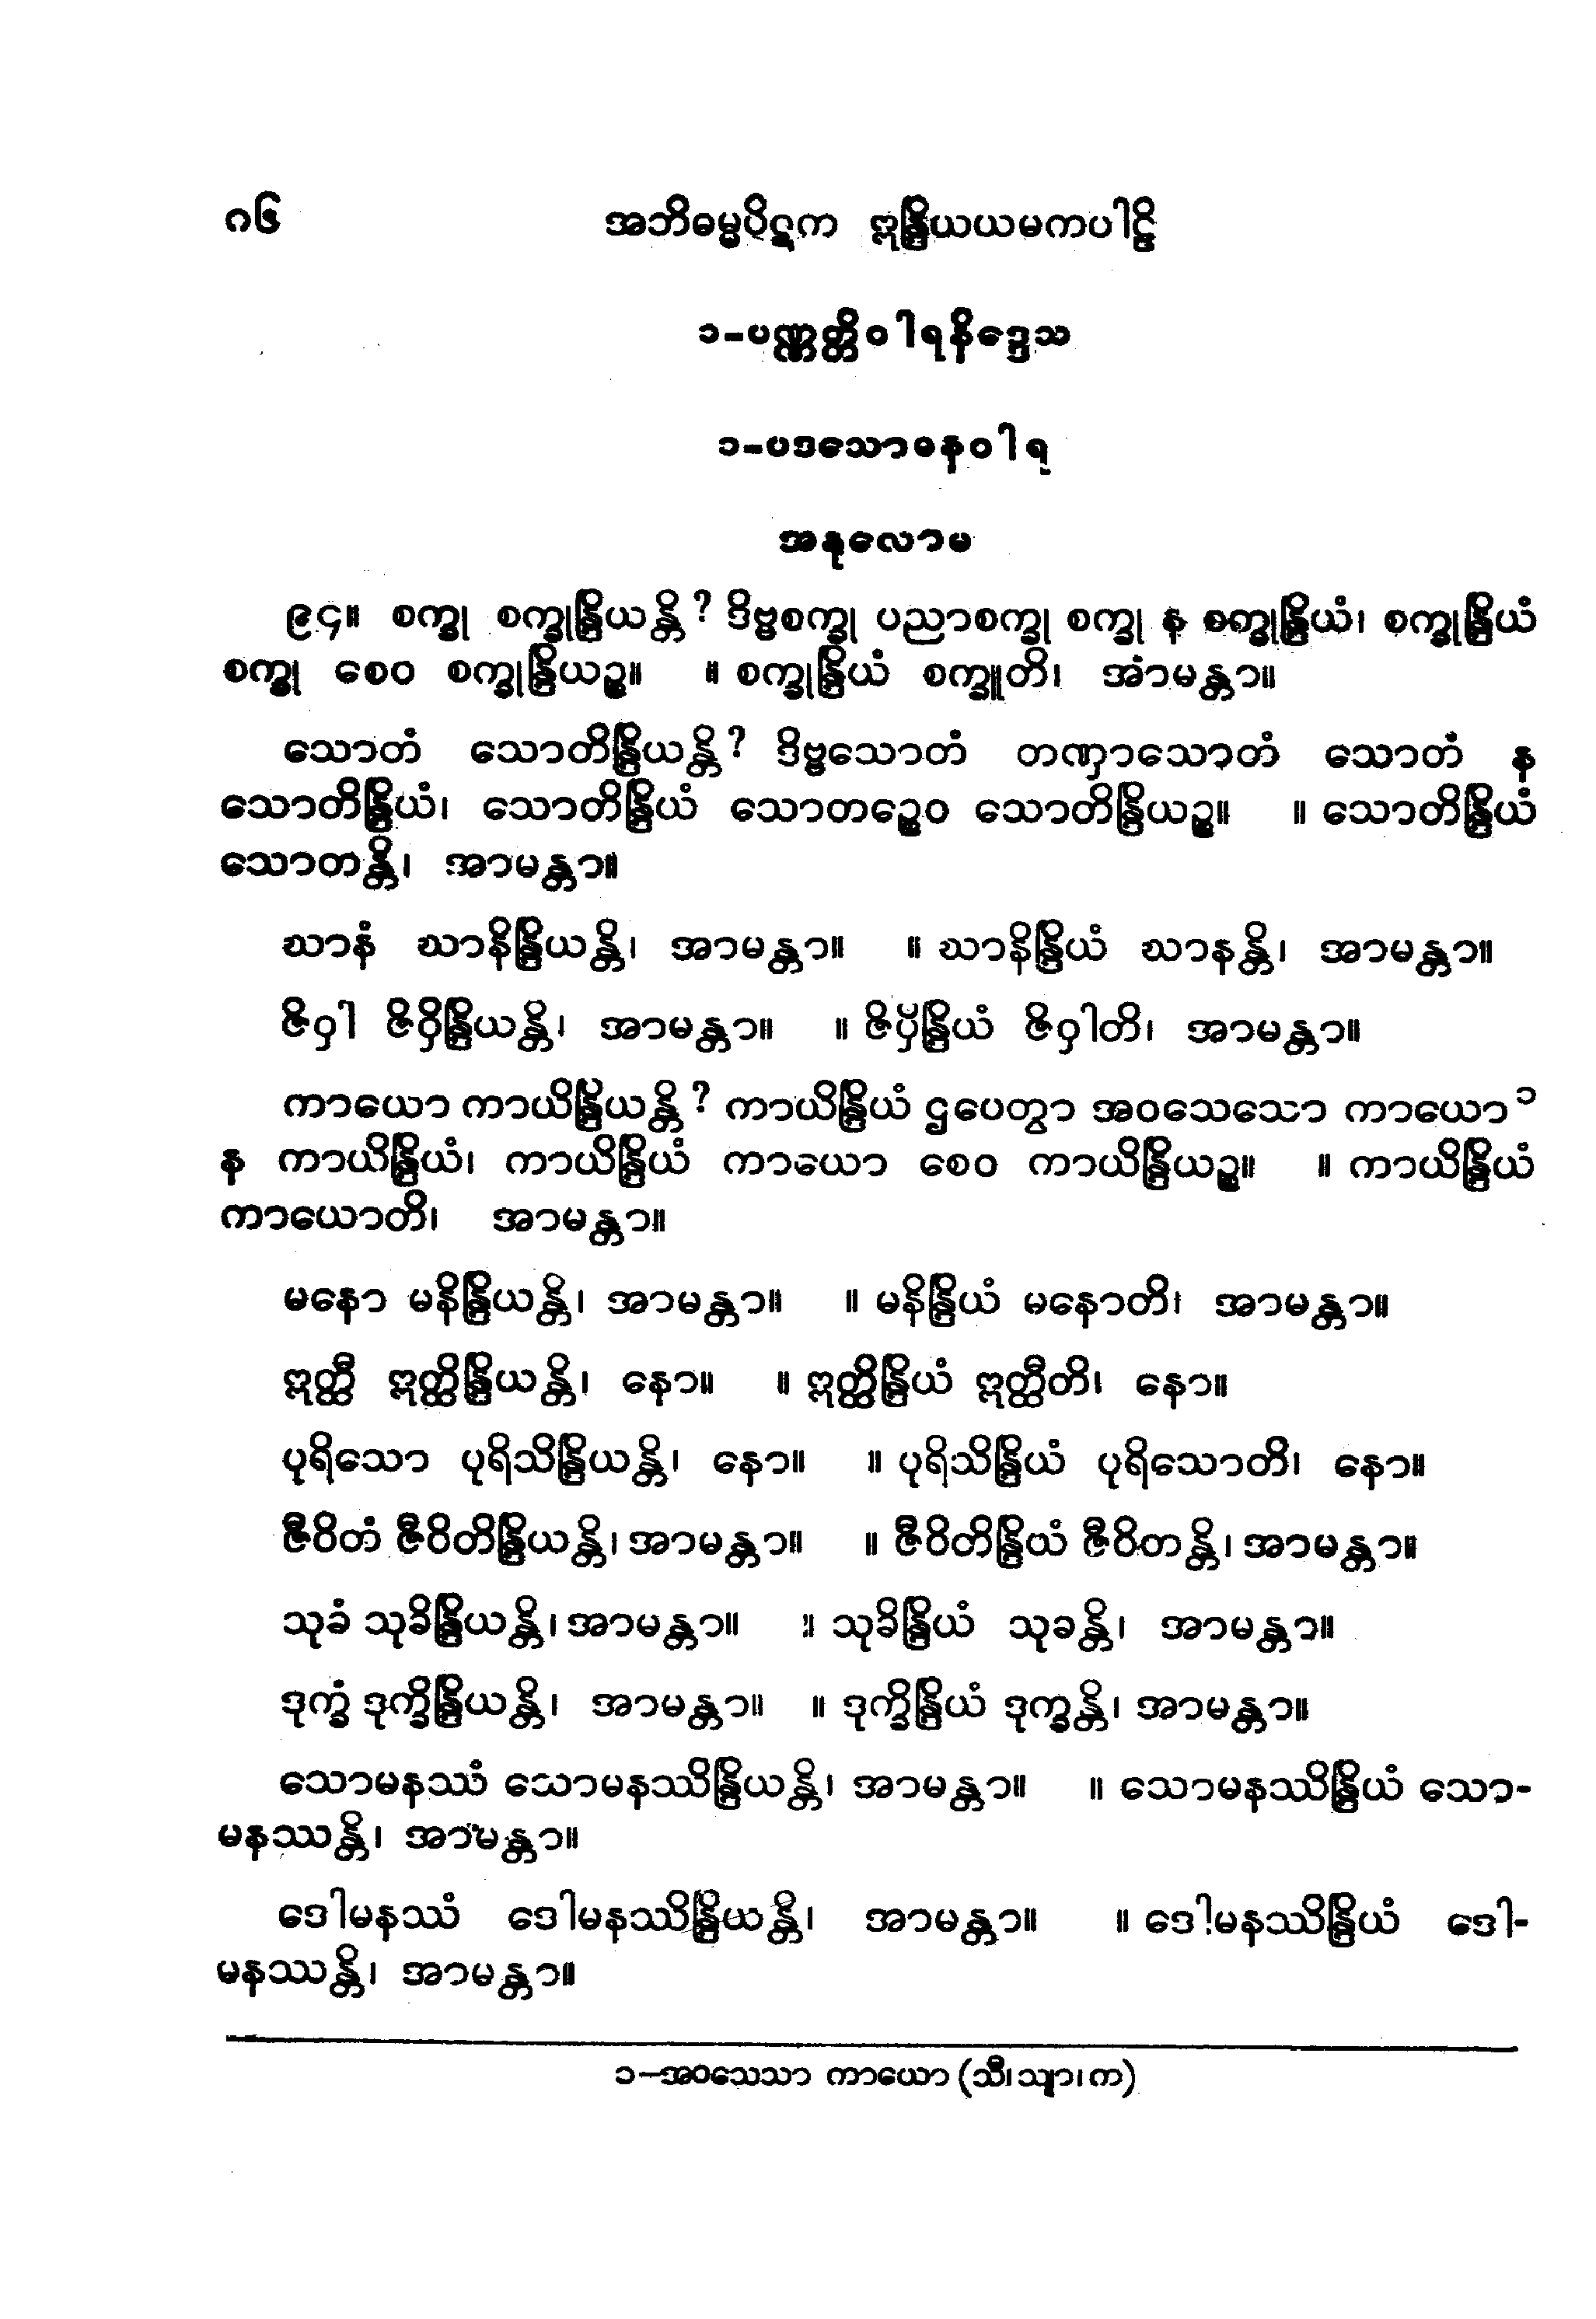 ၈၆ အဘိဓမ္မပိဋက ဣန္ဒြိယယမကပါဠိ
၁-ပဏ္ဏတ္တိဝါရနိဒ္ဒေသ
၁-ပဒသောဓနဝါရ
အနုလောမ
၉၄။ စက္ခု စက္ခုန္ဒြိယန္တိ? ဒိဗ္ဗစက္ခု ပညာစက္ခု စက္ခု န စက္ခုန္ဒြိယံ၊ စက္ခုန္ဒြိယံ
စက္ခု စေဝ စက္ခုန္ဒြိယဉ္စ။ ။ စက္ခုန္ဒြိယံ စက္ခူတိ၊ အာမန္တာ။
သောတံ သောတိန္ဒြိယန္တိ? ဒိဗ္ဗသောတံ တဏှာသောတံ သောတံ န
သောတိန္ဒြိယံ၊ သောတိန္ဒြိယံ သောတဉ္စေဝ သောတိန္ဒြိယဉ္စ။ ။ သောတိန္ဒြိယံ
သောတန္တိ၊ အာမန္တာ။
ဃာနံ ဃာနိန္ဒြိယန္တိ၊ အာမန္တာ။ ။ ဃာနိန္ဒြိယံ ဃာနန္တိ၊ အာမန္တာ။
ဇိဝှါ ဇိဝှိန္ဒြိယန္တိ၊ အာမန္တာ။ ။ ဇိဝှိန္ဒြိယံ ဇိဝှါတိ၊ အာမန္တာ။
ကာယော ကာယိန္ဒြိယန္တိ? ကာယိန္ဒြိယံ ဌပေတွာ အဝသေသော ကာယော ၁
န ကာယိန္ဒြိယံ၊ ကာယိန္ဒြိယံ ကာယော စေဝ ကာယိန္ဒြိယဉ္စ။ ။ ကာယိန္ဒြိယံ
ကာယောတိ၊ အာမန္တာ။
မနော မနိန္ဒြိယန္တိ၊ အာမန္တာ။ ။ မနိန္ဒြိယံ မနောတိ၊ အာမန္တာ။
ဣတ္ထီ ဣတ္ထိန္ဒြိယန္တိ၊ နော။ ။ ဣတ္ထိန္ဒြိယံ ဣတ္ထီတိ၊ နော။
ပုရိသော ပုရိသိန္ဒြိယန္တိ၊ နော။ ။ ပုရိသိန္ဒြိယံ ပုရိသောတိ၊ နော။
ဇီဝိတံ ဇီဝိတိန္ဒြိယန္တိ၊ အာမန္တာ။ ။ ဇီဝိတိန္ဒြိယံ ဇီဝိတန္တိ၊ အာမန္တာ။
သုခံ သုခိန္ဒြိယန္တိ၊ အာမန္တာ။ ။ သုခိန္ဒြိယံ သုခန္တိ၊ အာမန္တာ။
ဒုက္ခံ ဒုက္ခိန္ဒြိယန္တိ၊ အာမန္တာ။ ။ ဒုက္ခိန္ဒြိယံ ဒုက္ခန္တိ၊ အာမန္တာ။
သောမနဿံ သောမနဿိန္ဒြိယန္တိ၊ အာမန္တာ။ ။ သောမနဿိန္ဒြိယံ သော-
မနဿန္တိ၊ အာမန္တာ။
ဒေါမနဿံ ဒေါမနဿိန္ဒြိယန္တိ၊ အာမန္တာ။ ။ ဒေါမနဿိန္ဒြိယံ ဒေါ-
မနဿန္တိ၊ အာမန္တာ။
၁-အဝသေသာ ကာယော (သီ၊သျာ၊က)